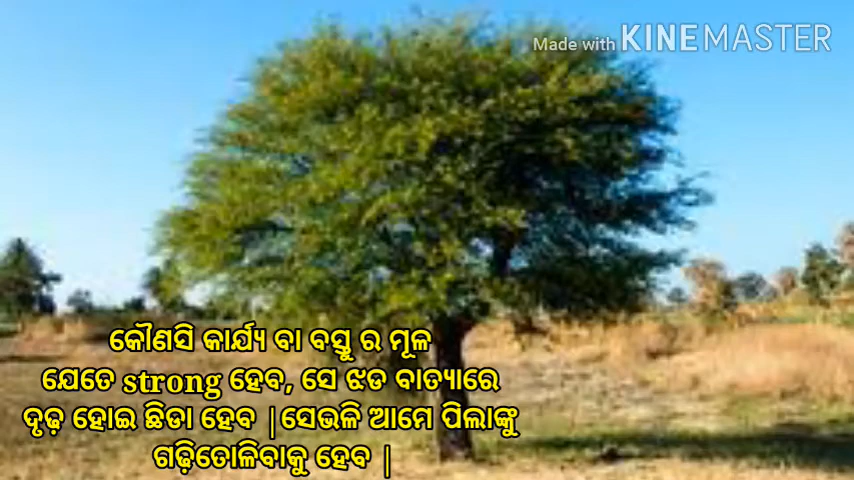 Made with KINEMASTER
କୌଣସି କାର୍ଯ୍ୟ ବା ବସ୍ତୁ ର ମୂଳ
ଯେତେ strong ହେବ, ସେ ଝଡ ବାତ୍ୟାରେ
ଦୃଢ଼ ହୋଇ ଛିଡା ହେବ |ସେଭଳି ଆମେ ପିଲାଙ୍କୁ
ଗଢ଼ିତୋଳିବାକୁ ହେବ |